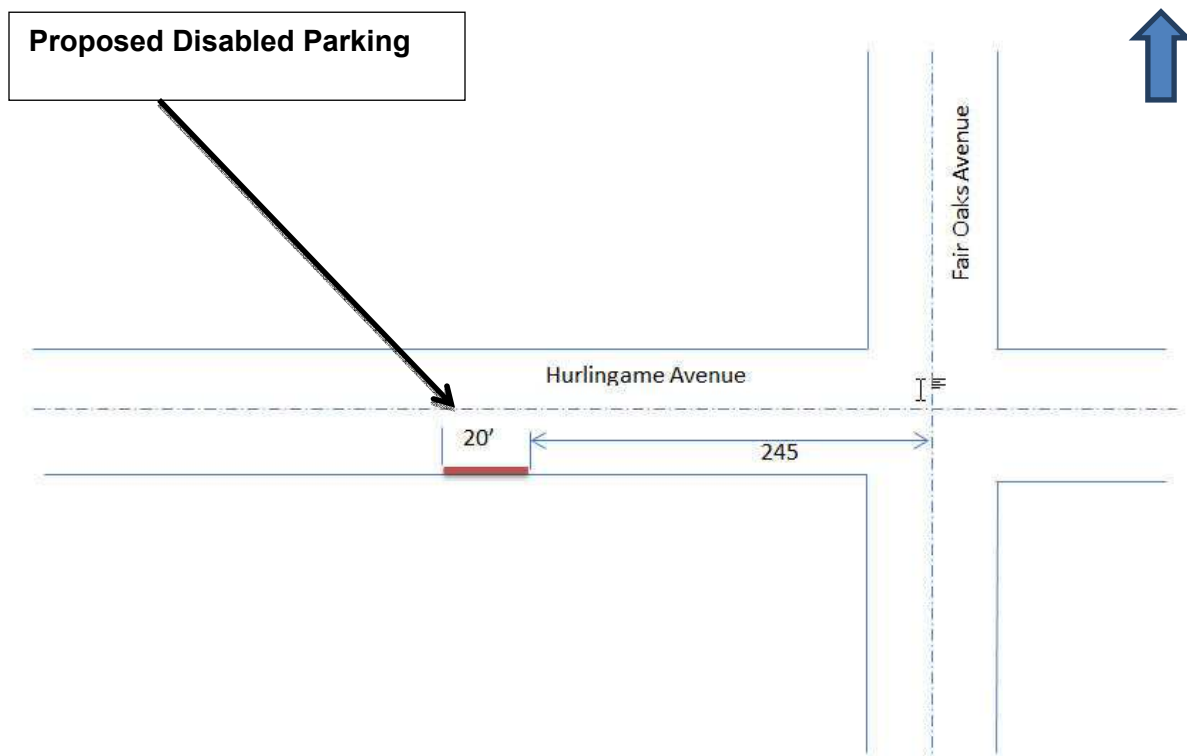 Proposed Disabled Parking
Fair Oaks Avenue
Hurlingame Avenue
20’
245